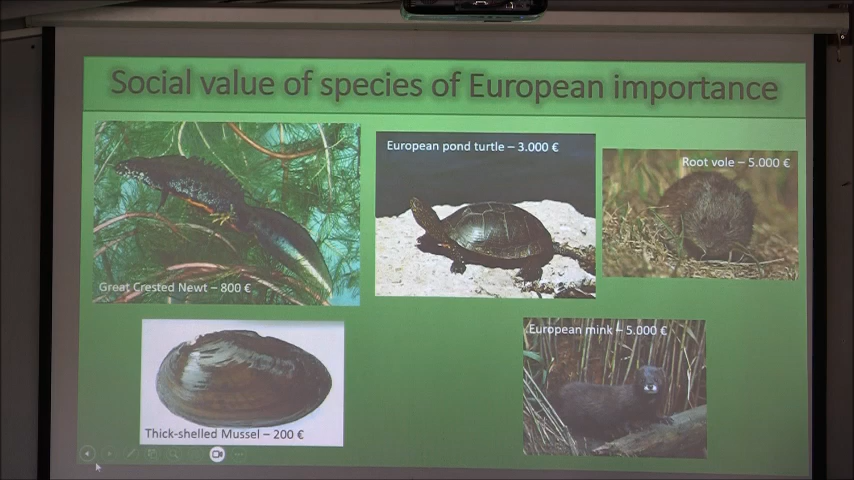 Social value of species of European importance
European pond turtle – 3.000 €
Root vole – 5.000 €
Great Crested Newt – 800 €
European mink – 5.000 €
Thick-shelled Mussel – 200 €